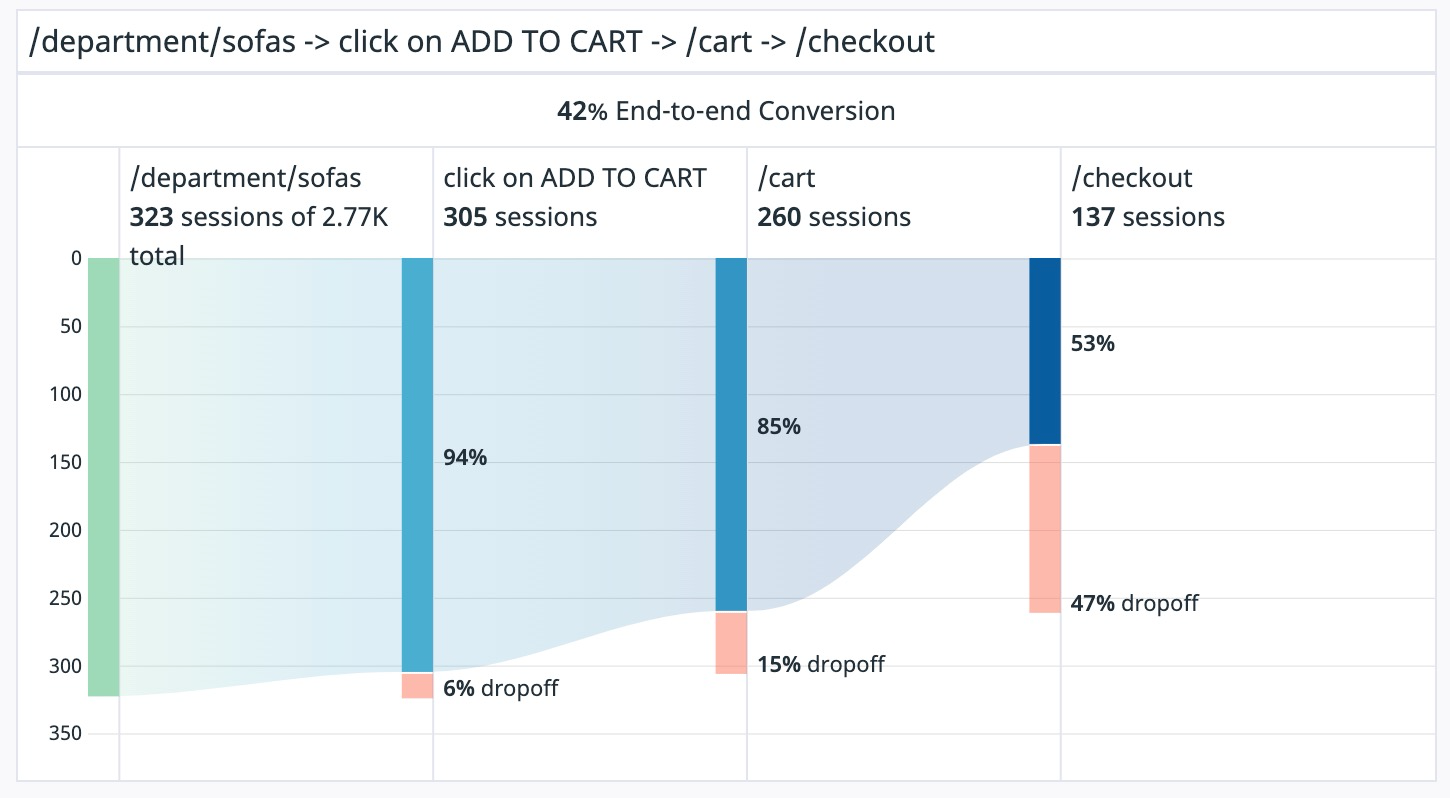 /department/sofas -> click on ADD TO CART -> /cart -> /checkout
42% End-to-end Conversion
/department/sofas
323 sessions of 2.77K
total
click on ADD TO CART
305 sessions
/cart
260 sessions
/checkout
137 sessions
0
50
100
150
200
250
300
350
94%
6% dropoff
85%
15% dropoff
53%
47% dropoff